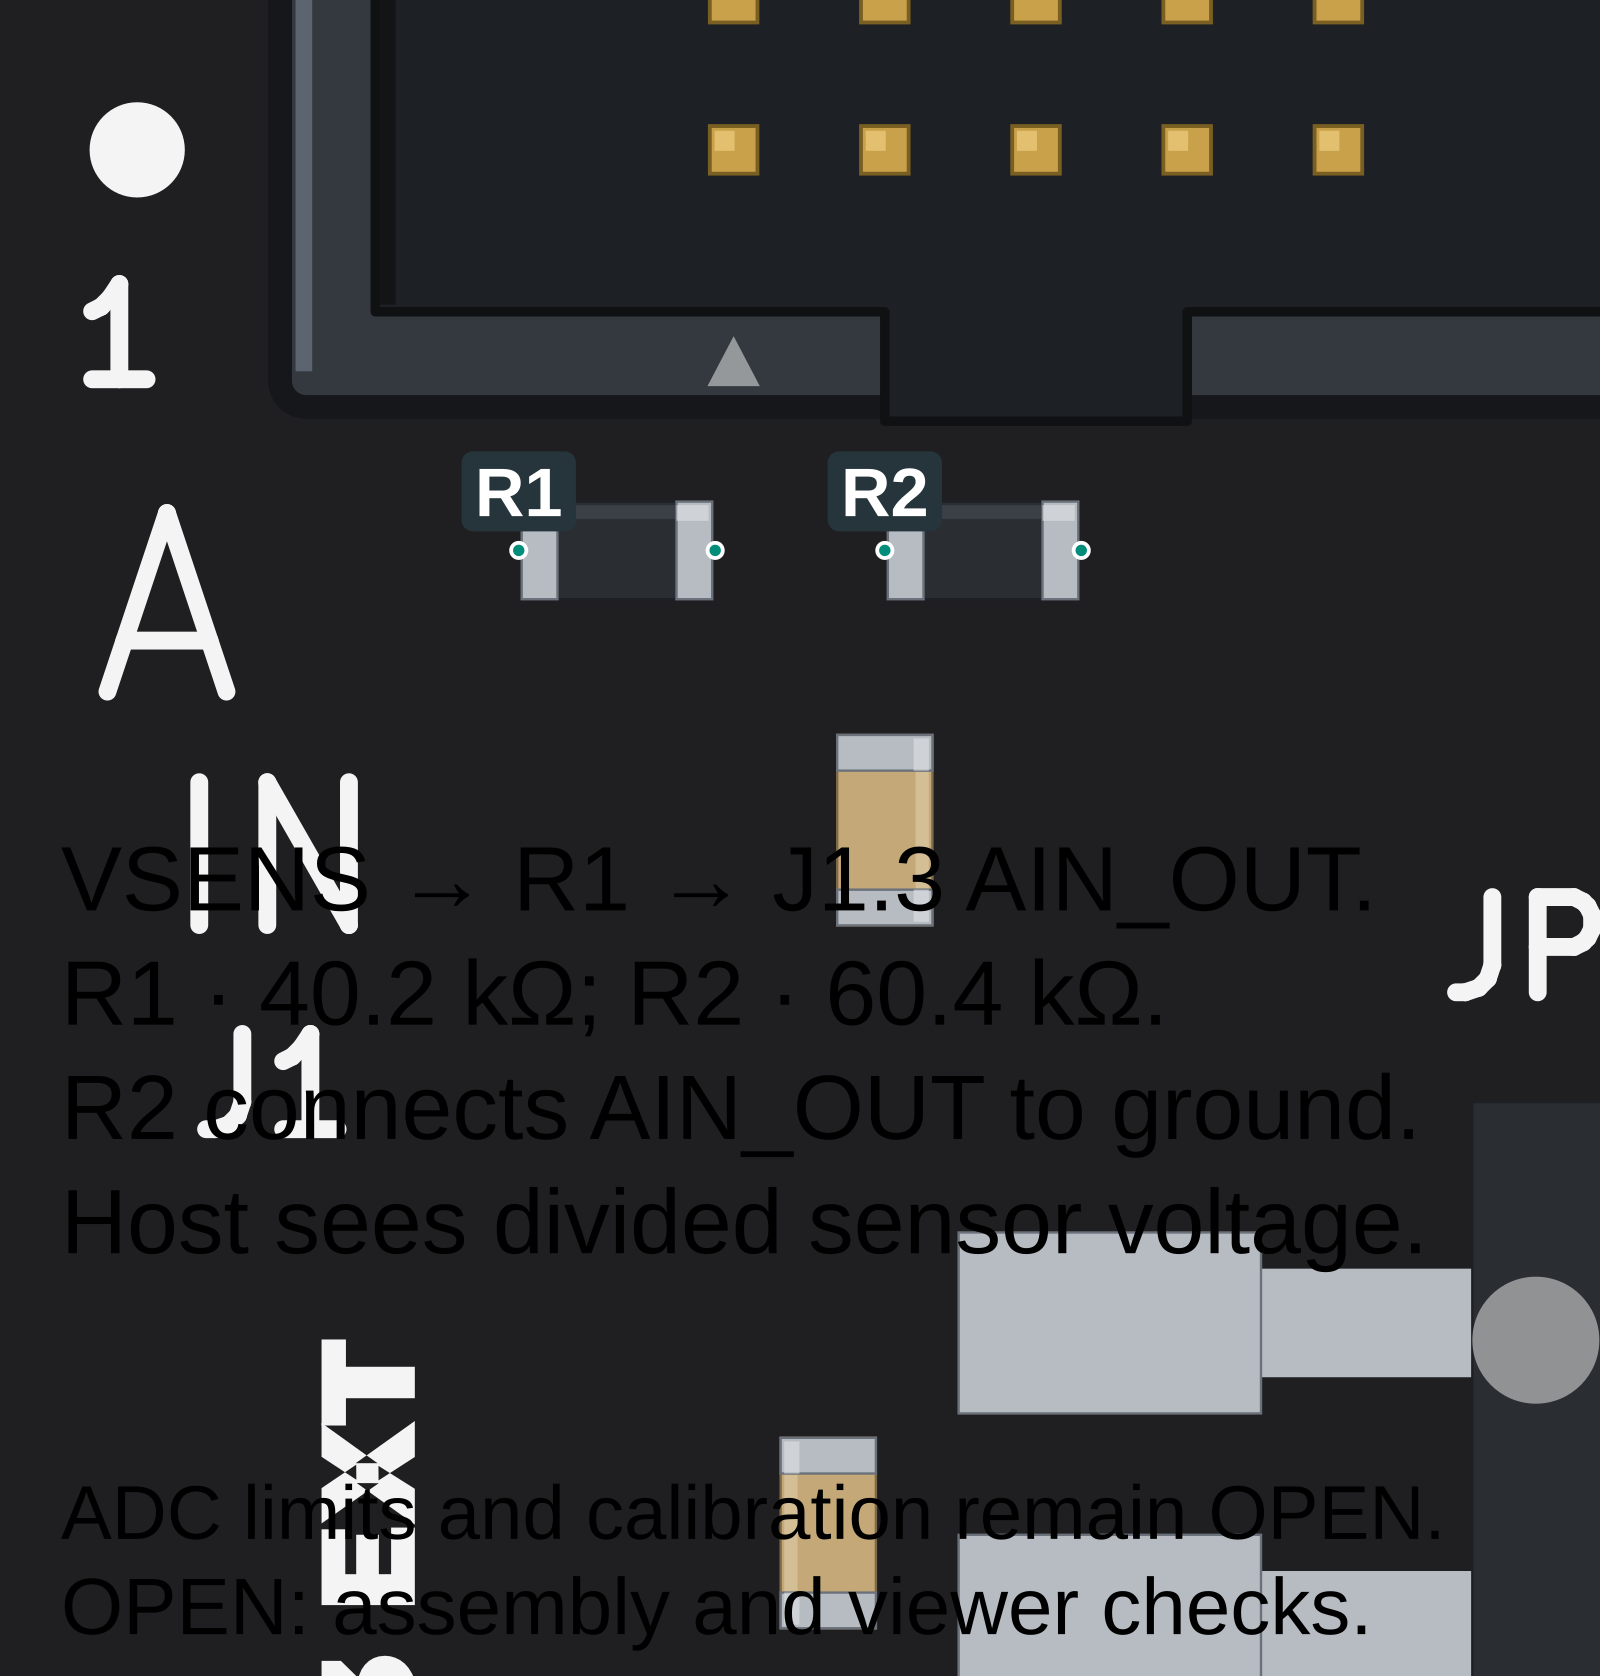 1
R1
R2
A
IN
VSENS → R1 → J1.3 AIN_OUT.
JP
R1 · 40.2 kΩ; R2 · 60.4 kΩ.
J1
R2 connects AIN_OUT to ground.
Host sees divided sensor voltage.
EXT
ADC limits and calibration remain OPEN.
OPEN: assembly and viewer checks.